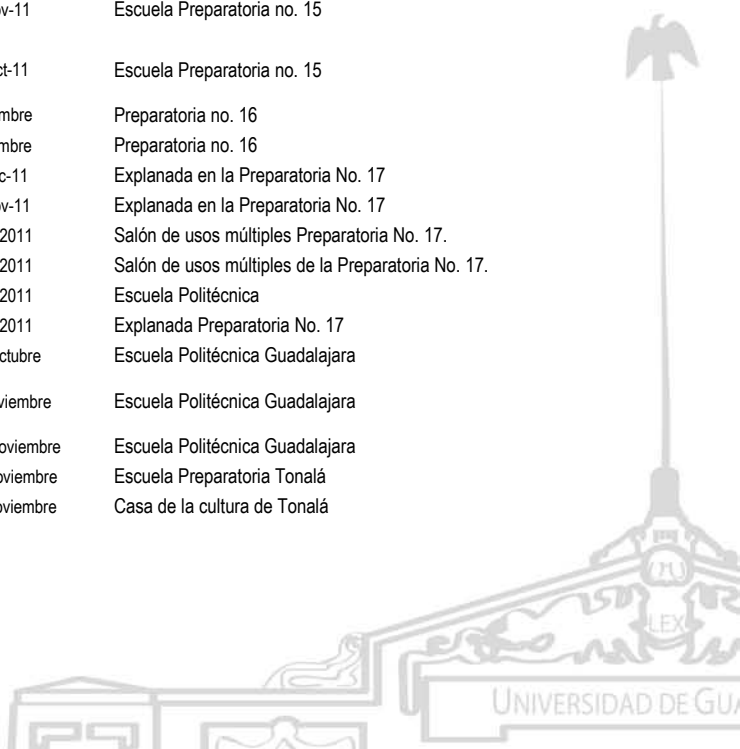 ov-11 Escuela Preparatoria no. 15
ct-11 Escuela Preparatoria no. 15
mbre Preparatoria no. 16
mbre Preparatoria no. 16
c-11 Explanada en la Preparatoria No. 17
ov-11 Explanada en la Preparatoria No. 17
2011 Salón de usos múltiples Preparatoria No. 17.
2011 Salón de usos múltiples de la Preparatoria No. 17.
2011 Escuela Politécnica
2011 Explanada Preparatoria No. 17
ctubre Escuela Politécnica Guadalajara
viembre Escuela Politécnica Guadalajara
oviembre Escuela Politécnica Guadalajara
oviembre Escuela Preparatoria Tonalá
oviembre Casa de la cultura de Tonalá
LEX
UNIVERSIDAD DE GUA